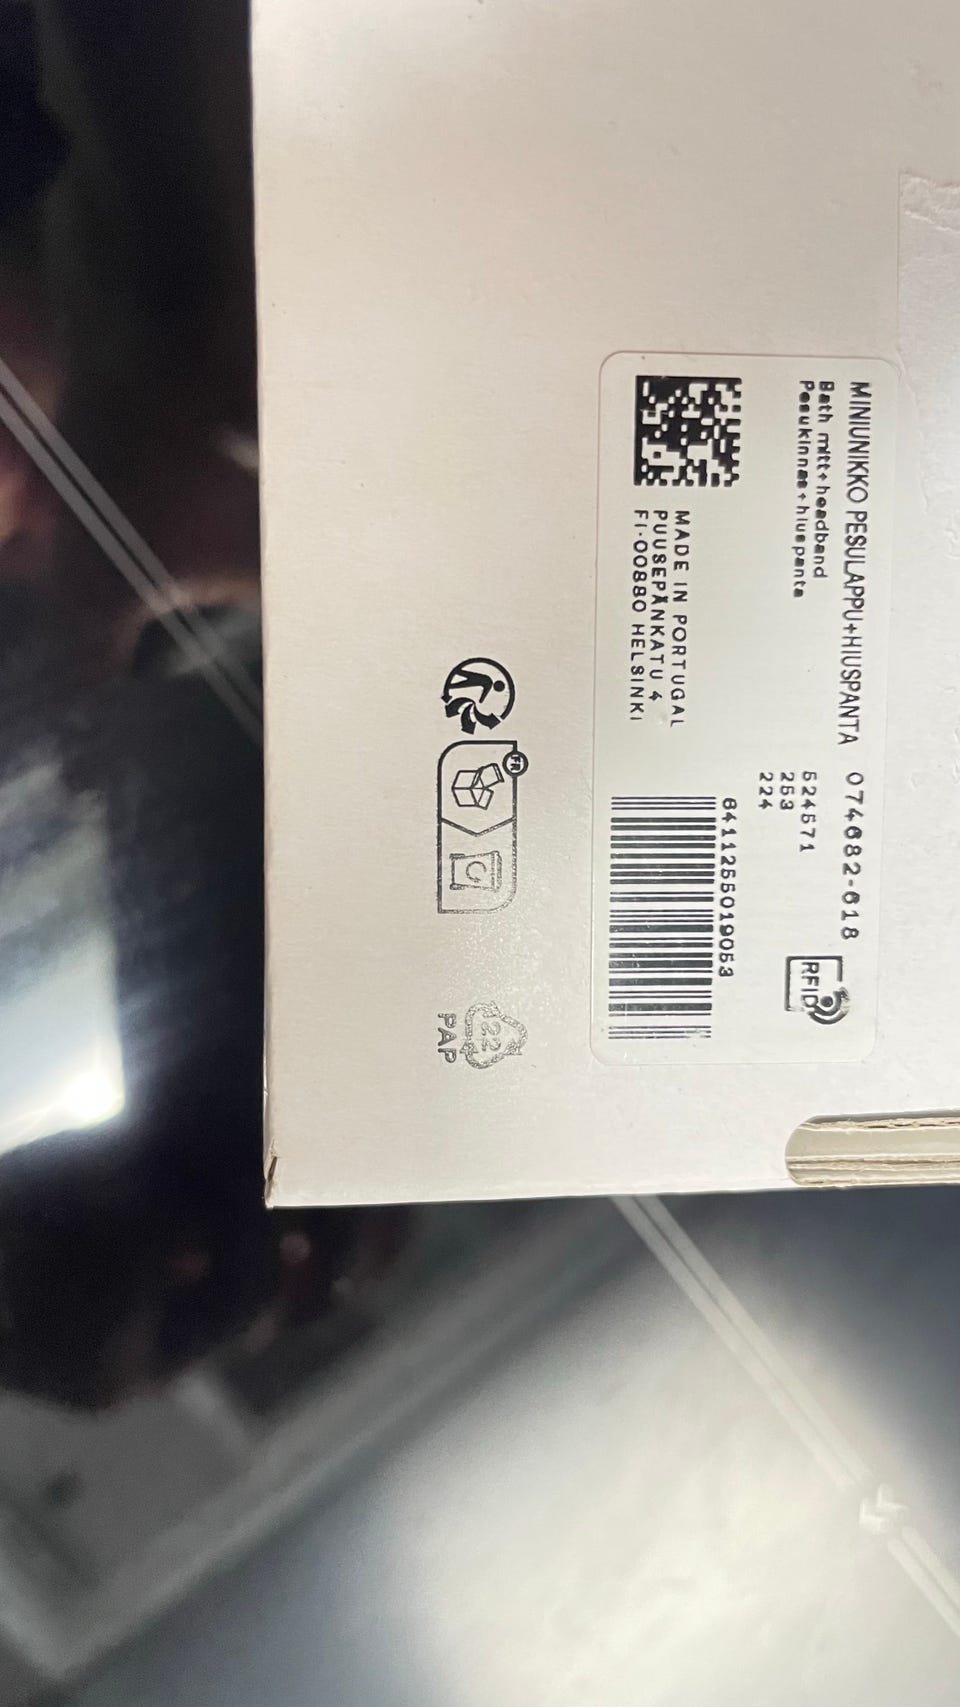 MINIUNIKKO PESULAPPU+HIUSPANTA 074682-618
Bath mitt+headband
Pesukinnas+hiuspanta
524571
253
224
RFID
6411255019053
MADE IN PORTUGAL
PUUSEPÄNKATU 4
FI-00880 HELSINKI
FR
22
PAP